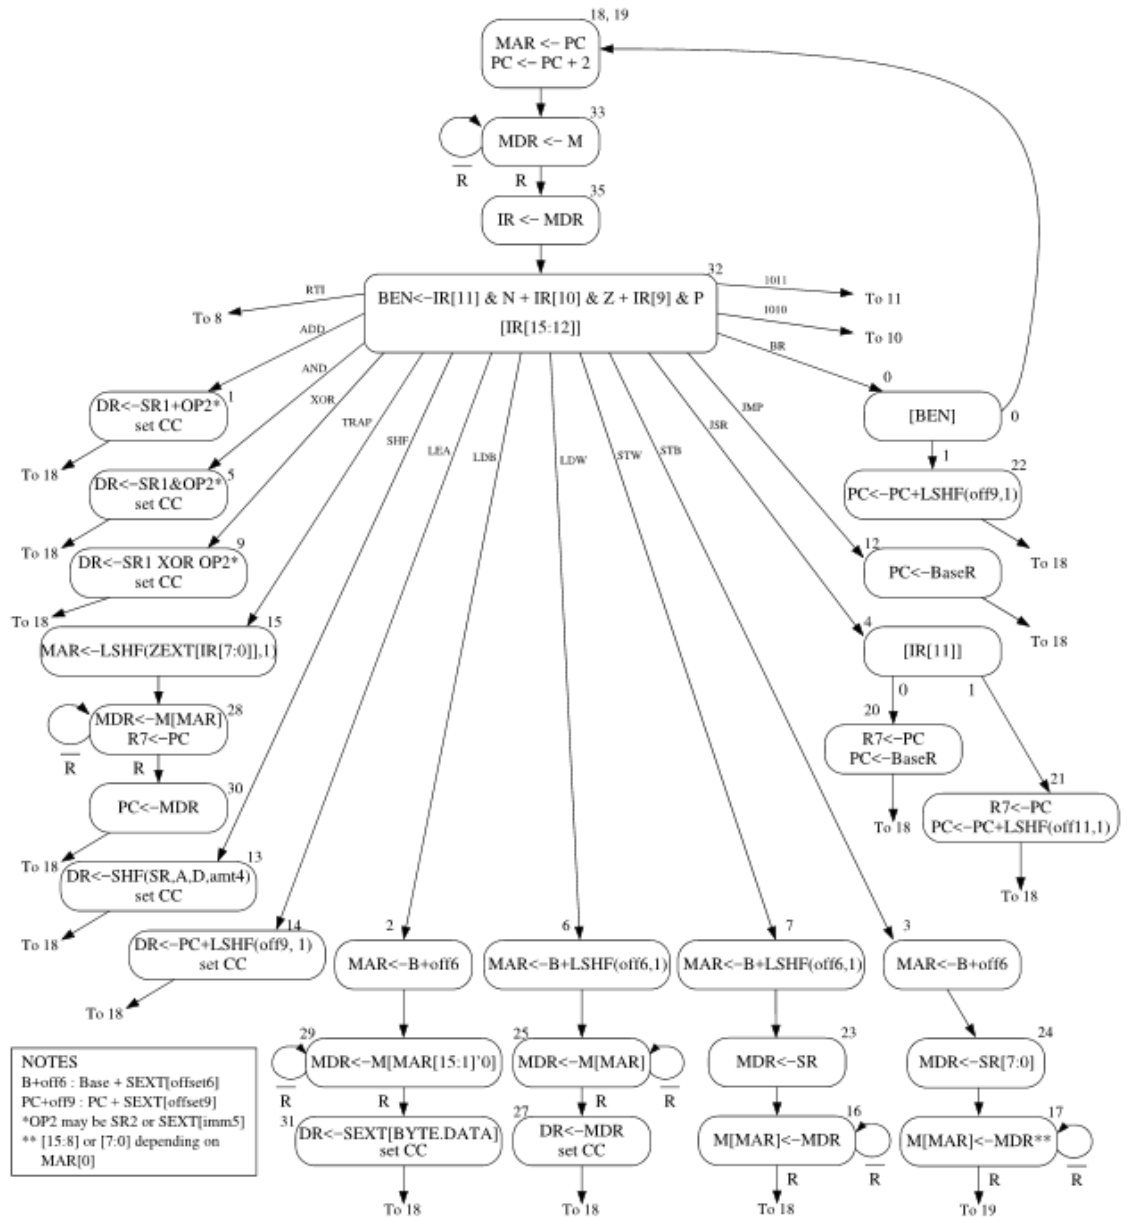 18, 19
MAR <− PC
PC <− PC + 2
33
MDR <− M
R
R
35
IR <− MDR
32
BEN<−IR[11] & N + IR[10] & Z + IR[9] & P
[IR[15:12]]
RTI
To 8
1011
To 11
1010
To 10
ADD
AND
XOR
TRAP
SHF
LEA
LDB
LDW
STW
STB
JSR
JMP
BR
1
DR<−SR1+OP2*
set CC
To 18
5
DR<−SR1&OP2*
set CC
To 18
9
DR<−SR1 XOR OP2*
set CC
To 18
15
MAR<−LSHF(ZEXT[IR[7:0]],1)
28
MDR<−M[MAR]
R7<−PC
R
R
30
PC<−MDR
To 18
13
DR<−SHF(SR,A,D,amt4)
set CC
To 18
14
DR<−PC+LSHF(off9, 1)
set CC
To 18
0
[BEN]
0
1
22
PC<−PC+LSHF(off9,1)
To 18
12
PC<−BaseR
To 18
4
[IR[11]]
0
1
20
R7<−PC
PC<−BaseR
To 18
21
R7<−PC
PC<−PC+LSHF(off11,1)
To 18
2
MAR<−B+off6
29
MDR<−M[MAR[15:1]'0]
R
R
31
DR<−SEXT[BYTE.DATA]
set CC
To 18
6
MAR<−B+LSHF(off6,1)
25
MDR<−M[MAR]
R
R
27
DR<−MDR
set CC
To 18
7
MAR<−B+LSHF(off6,1)
23
MDR<−SR
16
M[MAR]<−MDR
R
R
To 18
3
MAR<−B+off6
24
MDR<−SR[7:0]
17
M[MAR]<−MDR**
R
R
To 19
NOTES
B+off6 : Base + SEXT[offset6]
PC+off9 : PC + SEXT[offset9]
*OP2 may be SR2 or SEXT[imm5]
** [15:8] or [7:0] depending on
MAR[0]